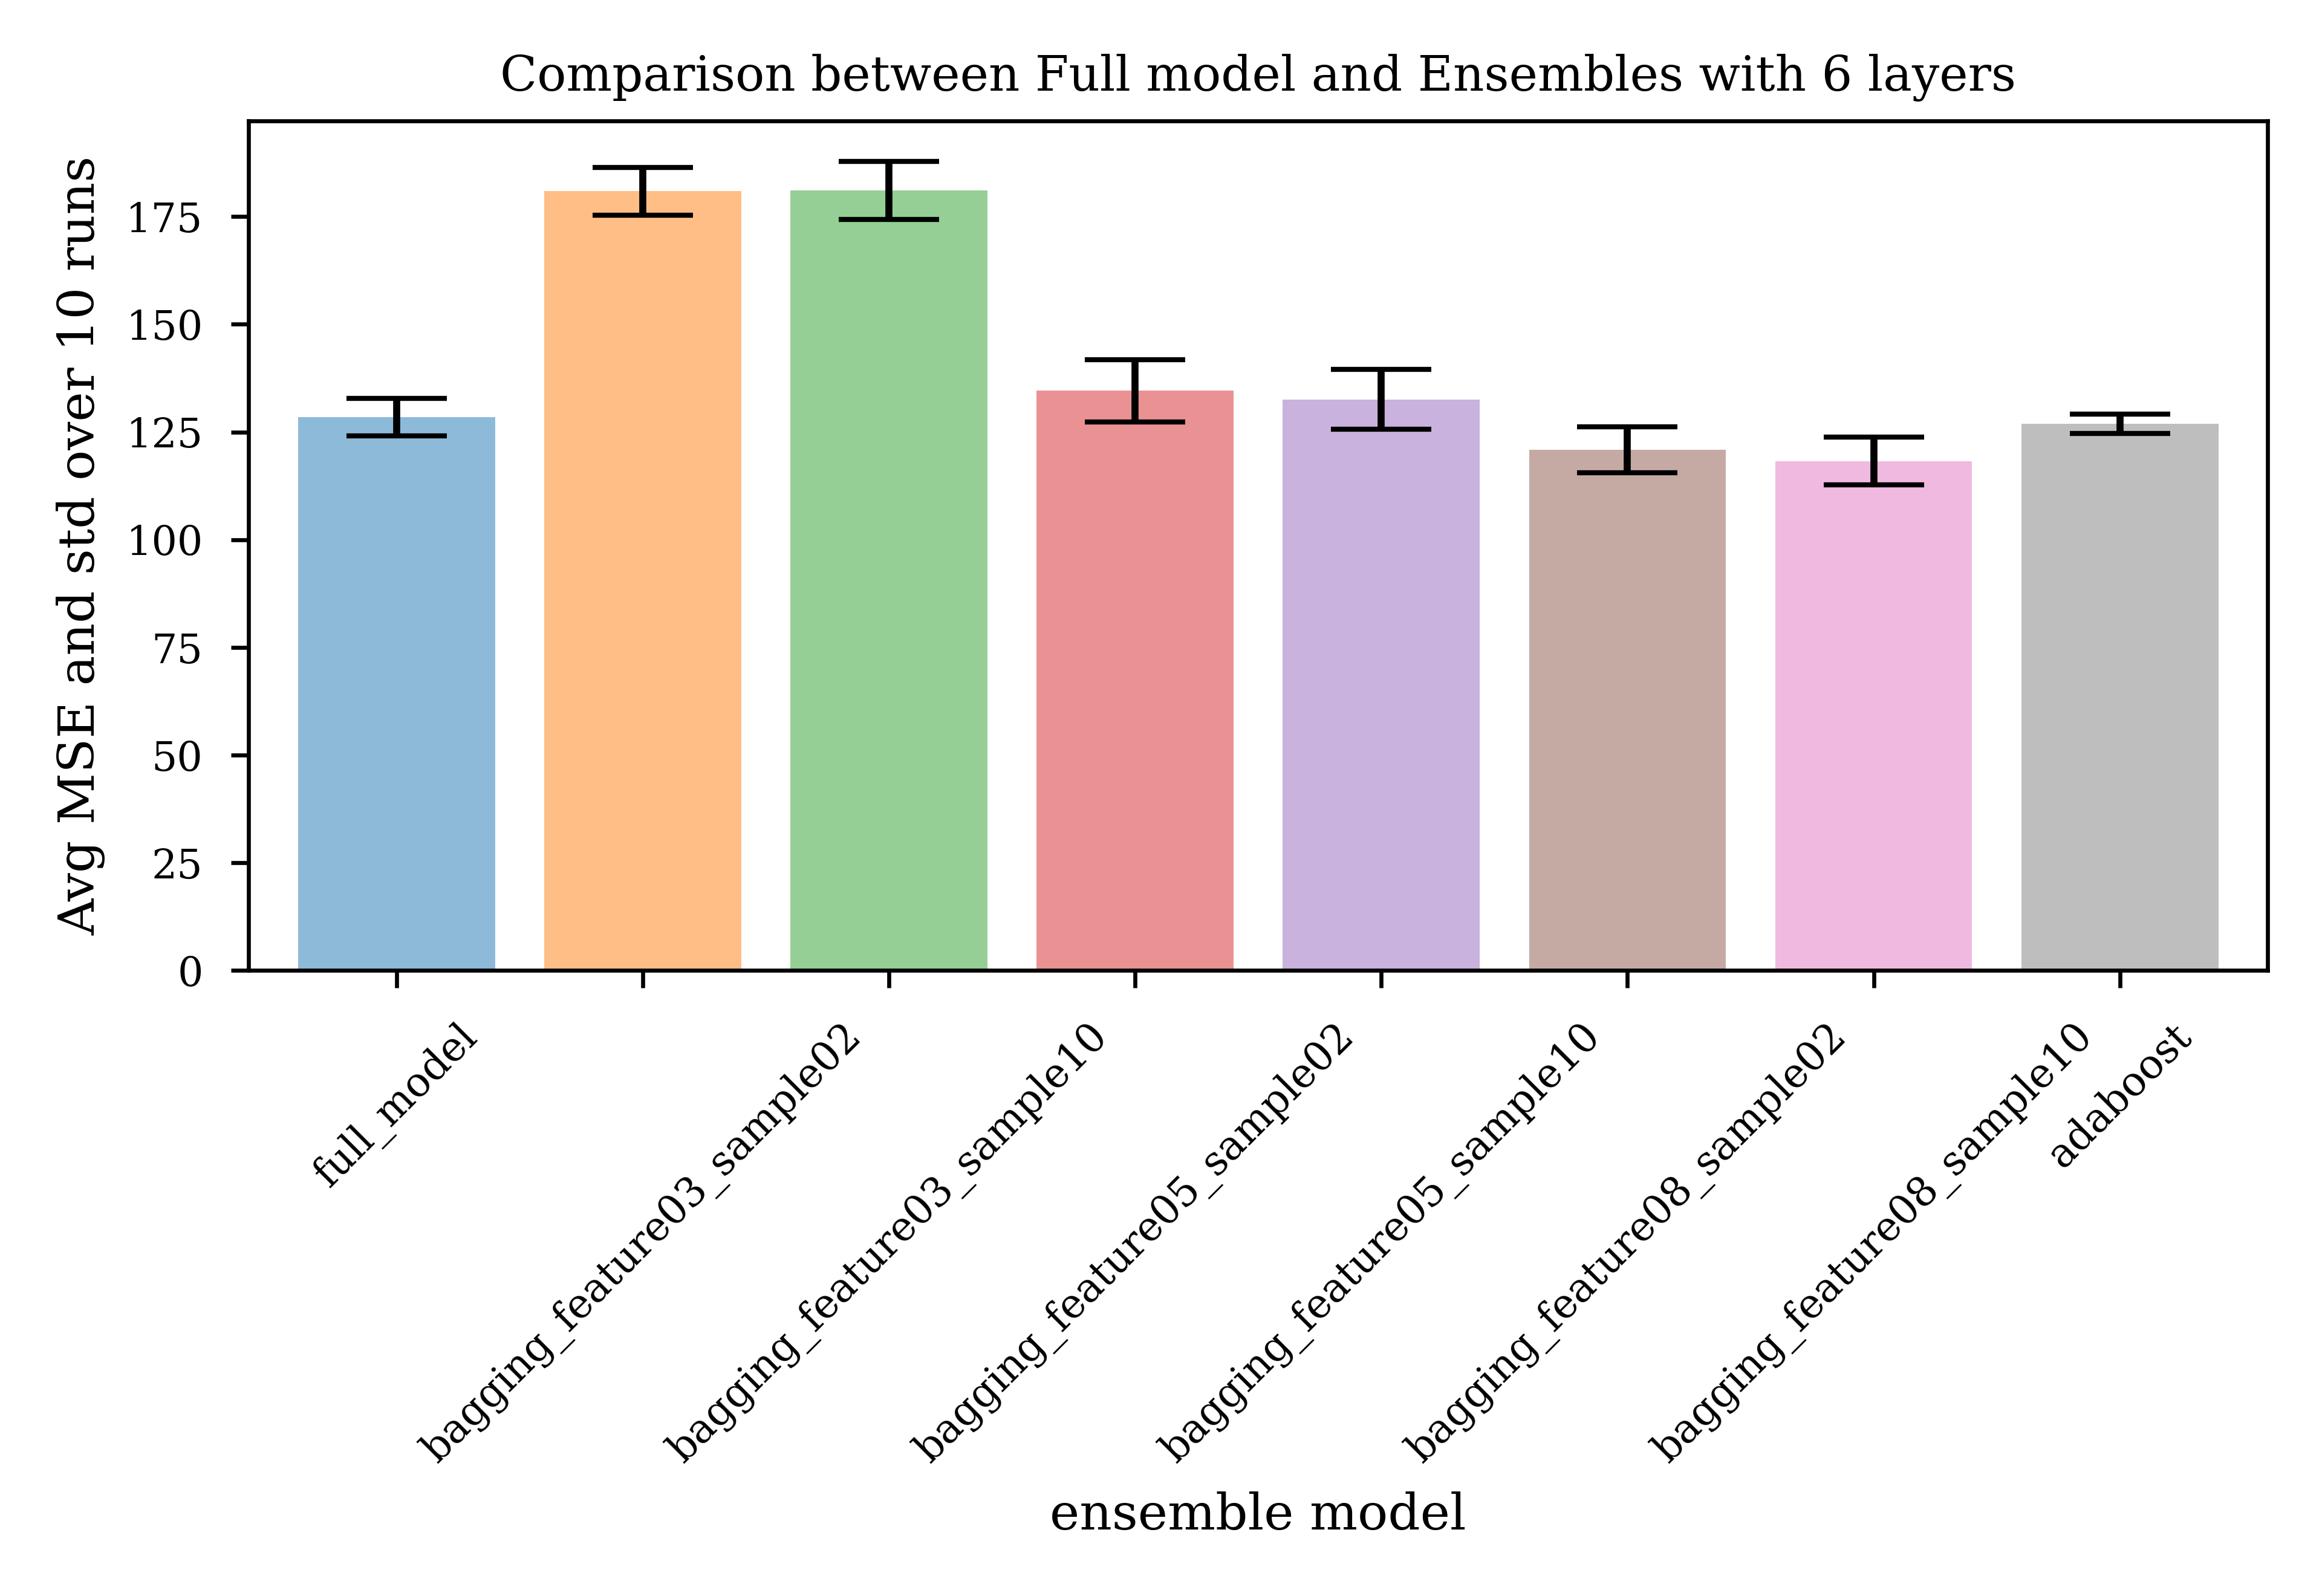 Comparison between Full model and Ensembles with 6 layers
Avg MSE and std over 10 runs
175
150
125
100
75
50
25
0
full_model
bagging_feature03_sample02
bagging_feature03_sample10
bagging_feature05_sample02
bagging_feature05_sample10
bagging_feature08_sample02
bagging_feature08_sample10
adaboost
ensemble model